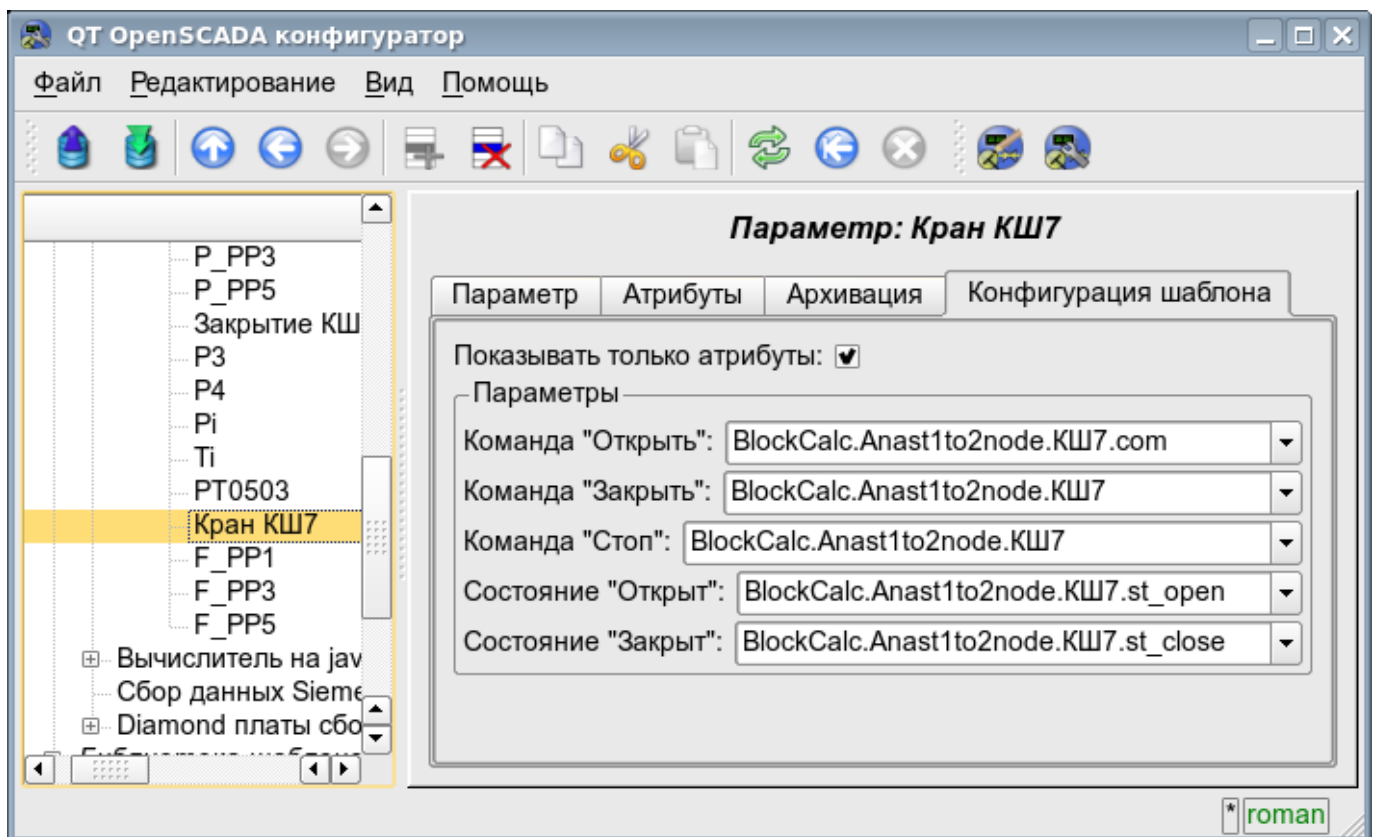 QT OpenSCADA конфигуратор
Файл Редактирование Вид Помощь
P_PP3
P_PP5
Закрытие КШ
P3
P4
Pi
Ti
PT0503
Кран КШ7
F_PP1
F_PP3
F_PP5
Вычислитель на jav
Сбор данных Sieme
Diamond платы сбо
Параметр: Кран КШ7
Параметр Атрибуты Архивация Конфигурация шаблона
Показывать только атрибуты:
Параметры
Команда "Открыть": BlockCalc.Anast1to2node.КШ7.com
Команда "Закрыть": BlockCalc.Anast1to2node.КШ7
Команда "Стоп": BlockCalc.Anast1to2node.КШ7
Состояние "Открыт": BlockCalc.Anast1to2node.КШ7.st_open
Состояние "Закрыт": BlockCalc.Anast1to2node.КШ7.st_close
* roman